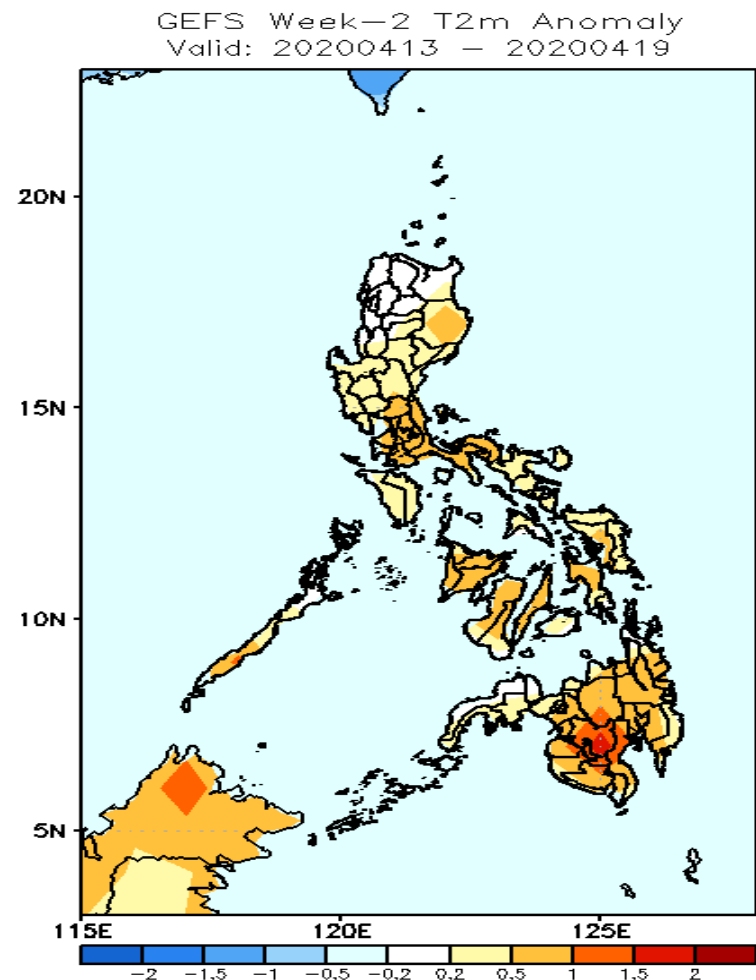 GEFS Week-2 T2m Anomaly
Valid: 20200413 - 20200419
20N
15N
10N
5N
115E 120E 125E
-2 -1.5 -1 -0.5 -0.2 0.2 0.5 1 1.5 2